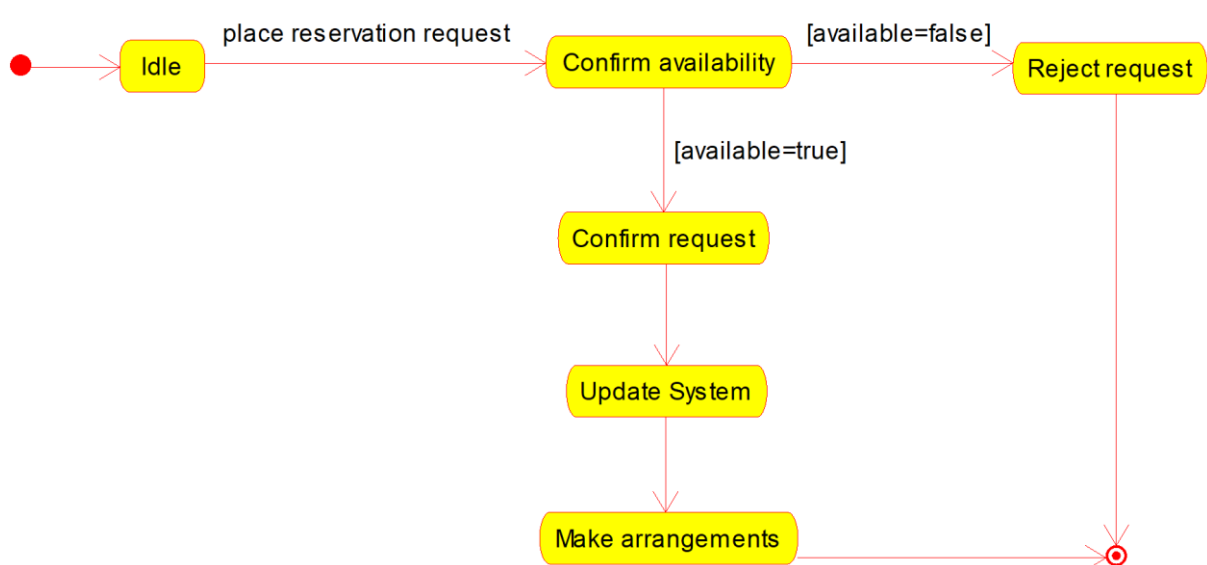 place reservation request
[available=false]
Idle
Confirm availability
Reject request
[available=true]
Confirm request
Update System
Make arrangements